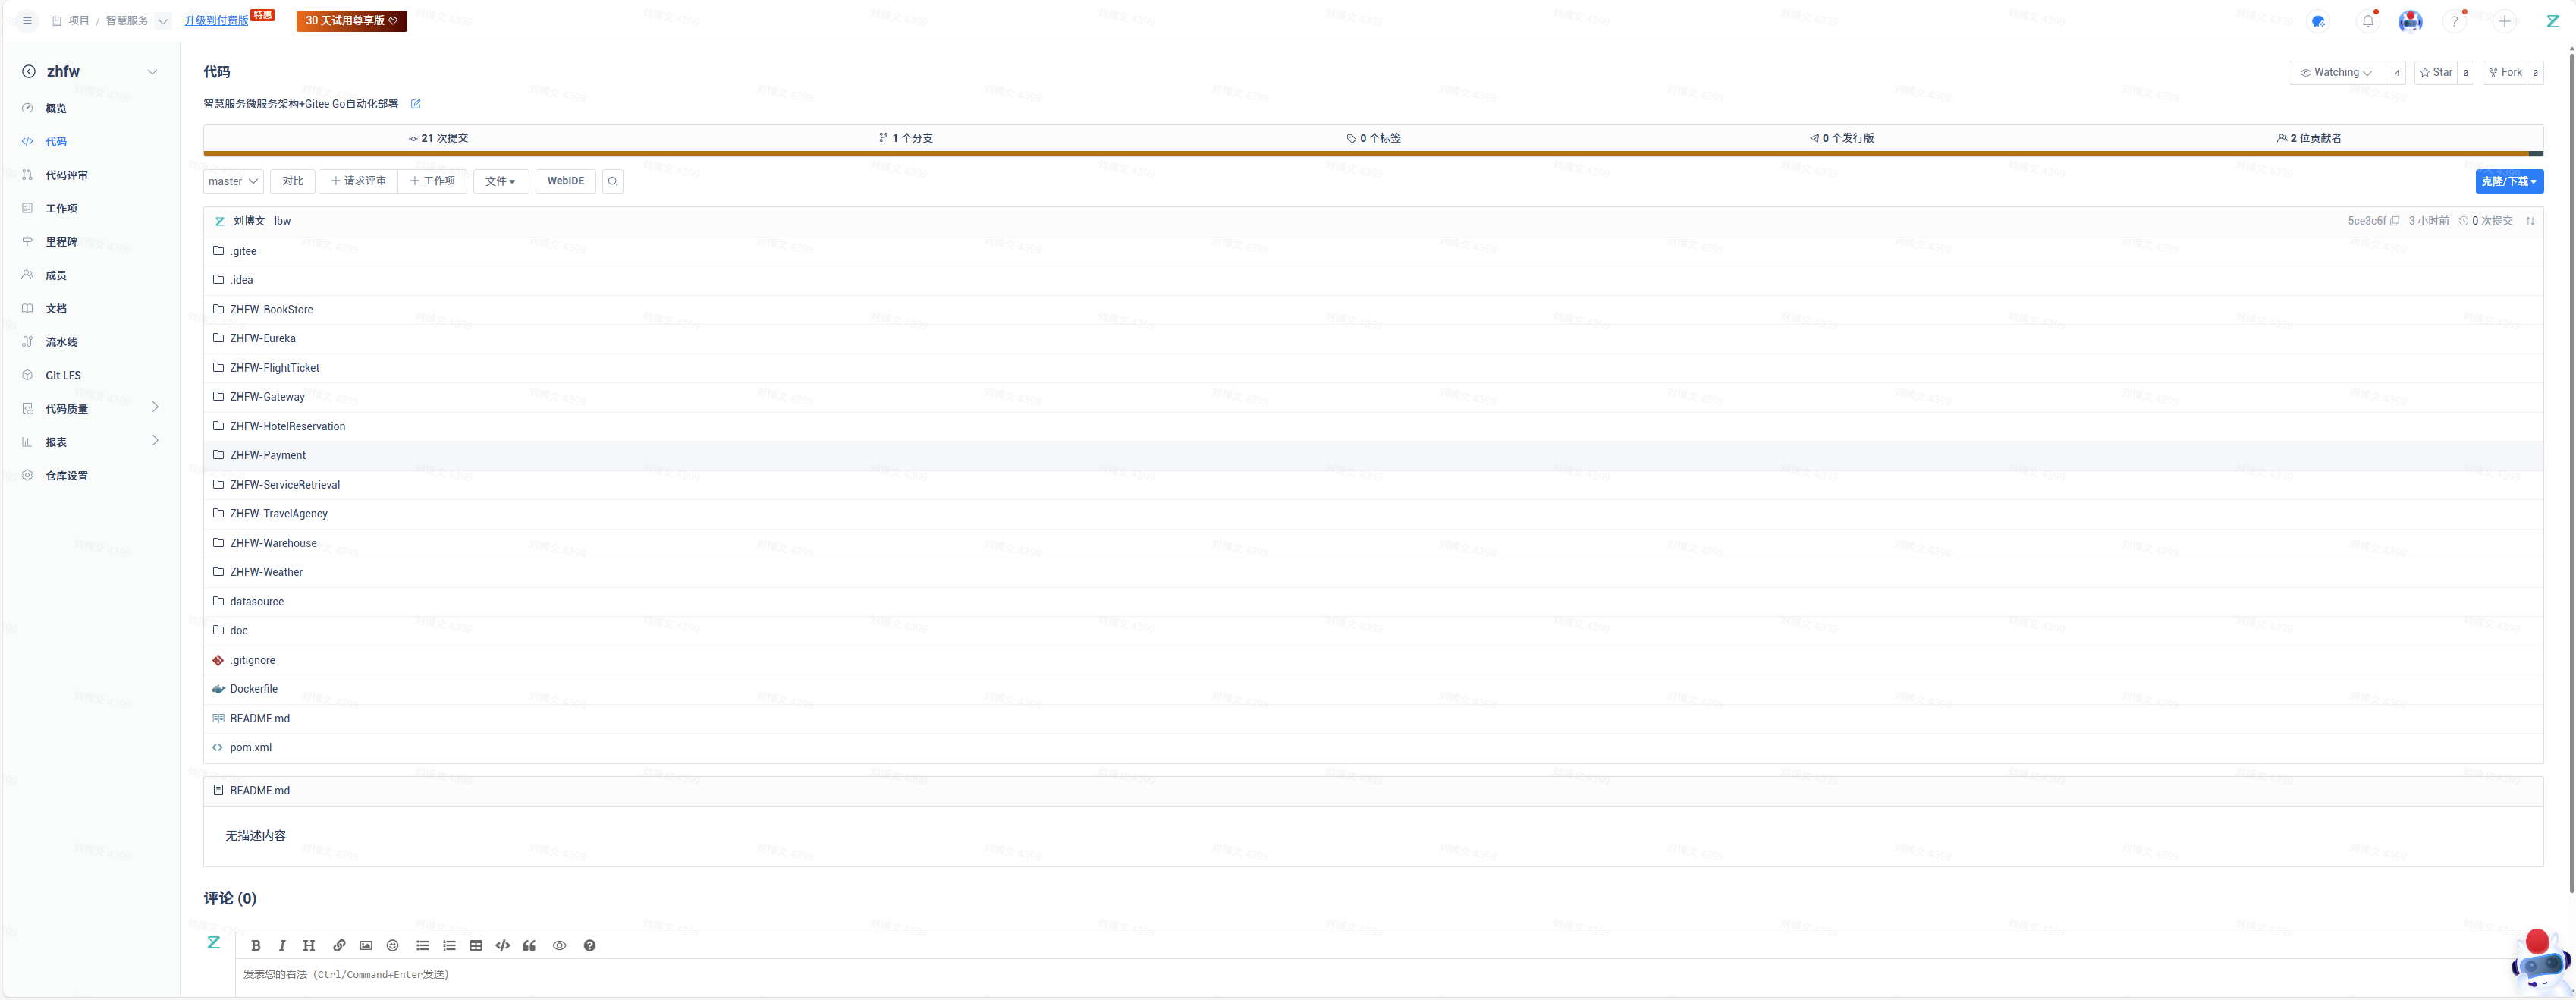 项目 / 智慧服务 升级到付费版 特惠 30 天试用尊享版
zhfw
概览
代码
代码评审
工作项
里程碑
成员
文档
流水线
Git LFS
代码质量
报表
仓库设置
代码 Watching 4 Star 0 Fork 0
智慧服务微服务架构+Gitee Go自动化部署
21 次提交 1 个分支 0 个标签 0 个发行版 2 位贡献者
master 对比 + 请求评审 + 工作项 文件 WebIDE 克隆/下载
刘博文 lbw 5ce3c6f 3 小时前 0 次提交
.gitee
.idea
ZHFW-BookStore
ZHFW-Eureka
ZHFW-FlightTicket
ZHFW-Gateway
ZHFW-HotelReservation
ZHFW-Payment
ZHFW-ServiceRetrieval
ZHFW-TravelAgency
ZHFW-Warehouse
ZHFW-Weather
datasource
doc
.gitignore
Dockerfile
README.md
pom.xml
README.md
无描述内容
评论 (0)
B I H
发表您的看法（Ctrl/Command+Enter发送）
刘博文 4399